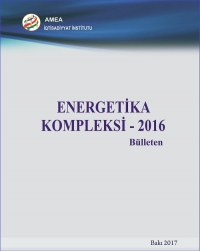 AMEA
İQTİSADİYYAT İNSTİTUTU
ENERGETİKA
KOMPLEKSİ - 2016
Bülleten
Bakı 2017